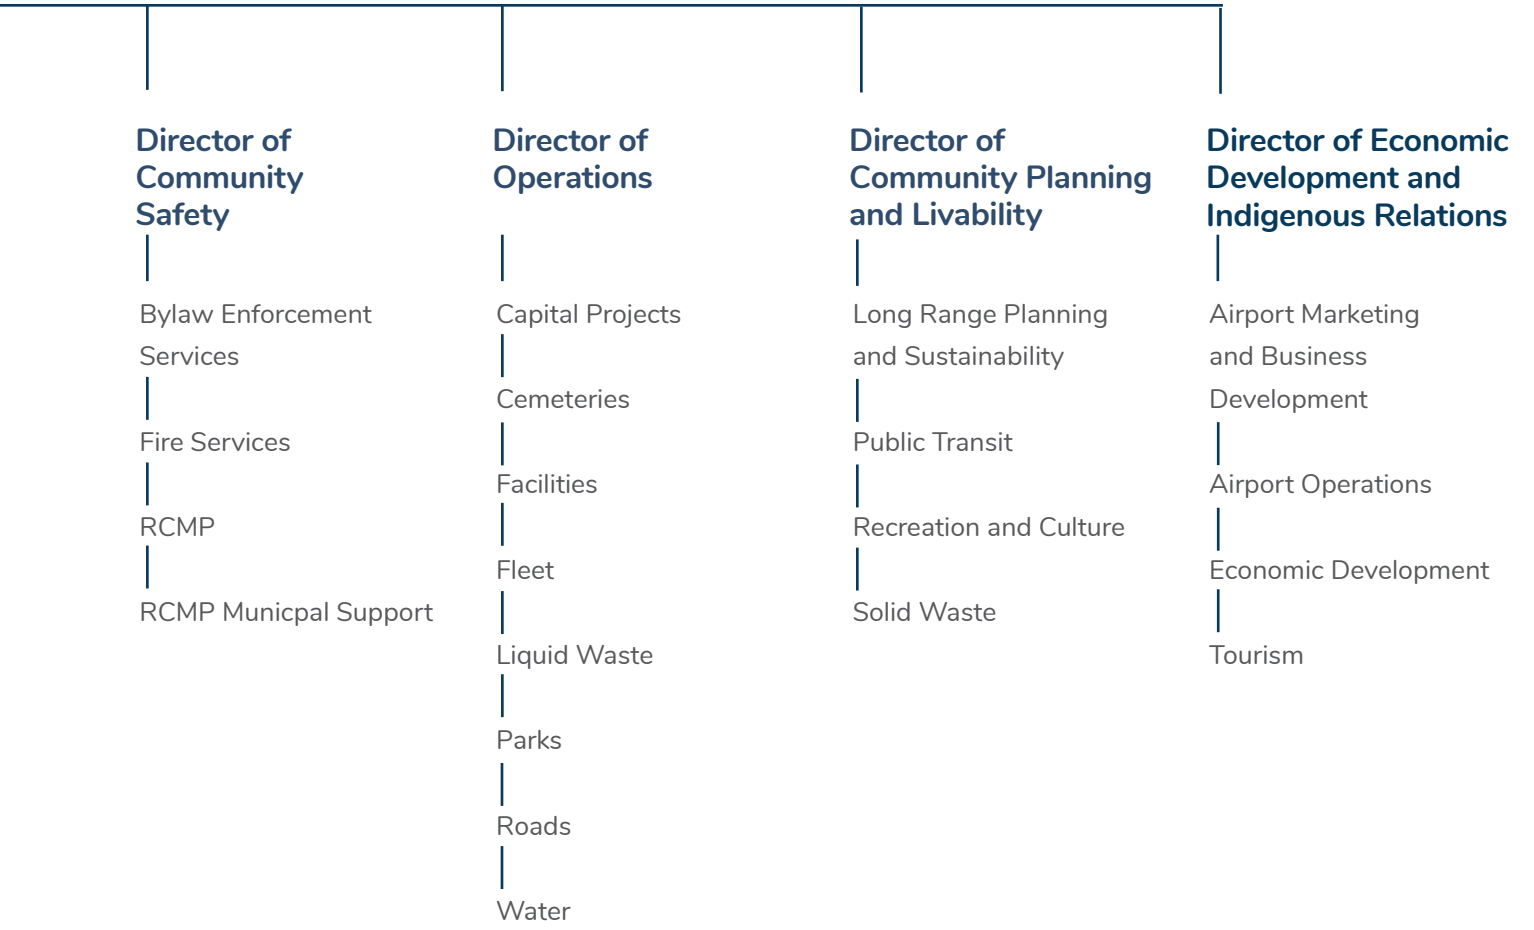 Director of
Community
Safety
Bylaw Enforcement
Services
Fire Services
RCMP
RCMP Municpal Support
Director of
Operations
Capital Projects
Cemeteries
Facilities
Fleet
Liquid Waste
Parks
Roads
Water
Director of
Community Planning
and Livability
Long Range Planning
and Sustainability
Public Transit
Recreation and Culture
Solid Waste
Director of Economic
Development and
Indigenous Relations
Airport Marketing
and Business
Development
Airport Operations
Economic Development
Tourism